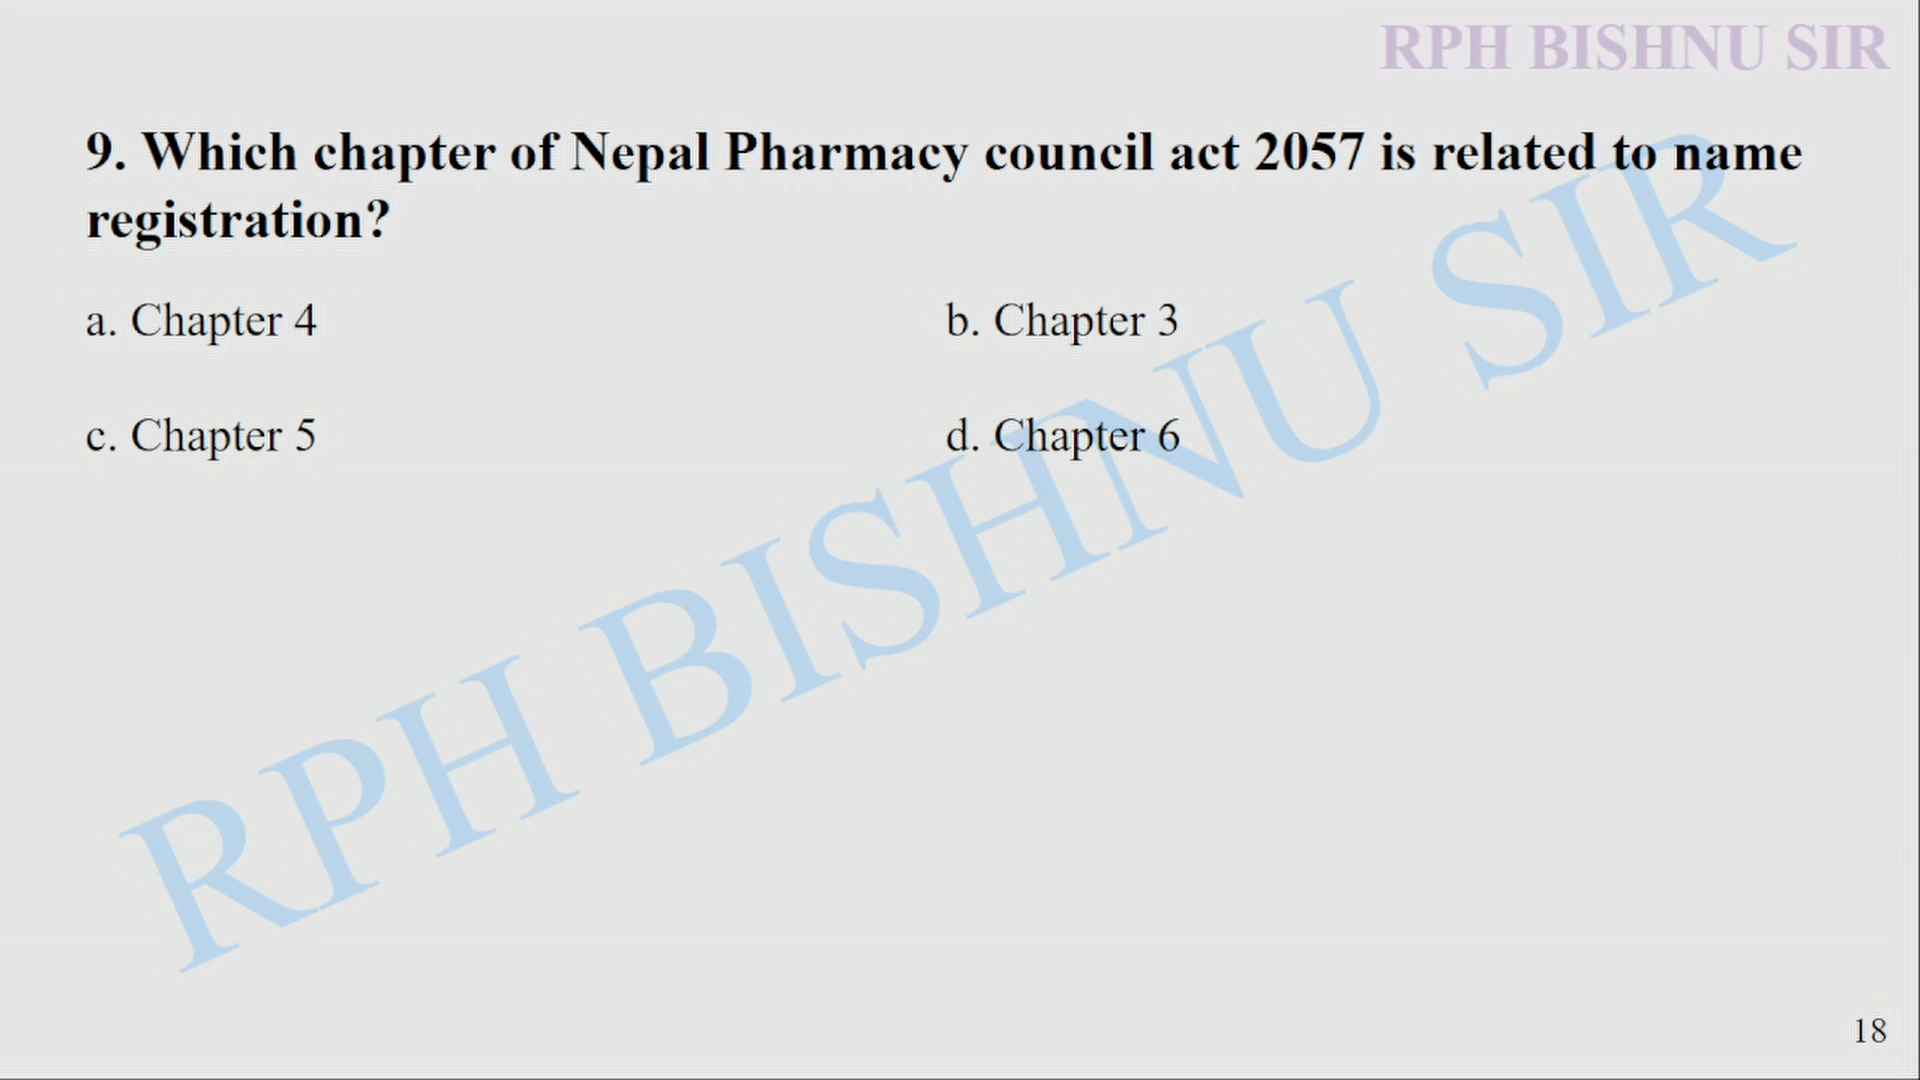 RPH BISHNU SIR
9. Which chapter of Nepal Pharmacy council act 2057 is related to name
registration?
a. Chapter 4
b. Chapter 3
c. Chapter 5
d. Chapter 6
RPH BISHNU SIR
18